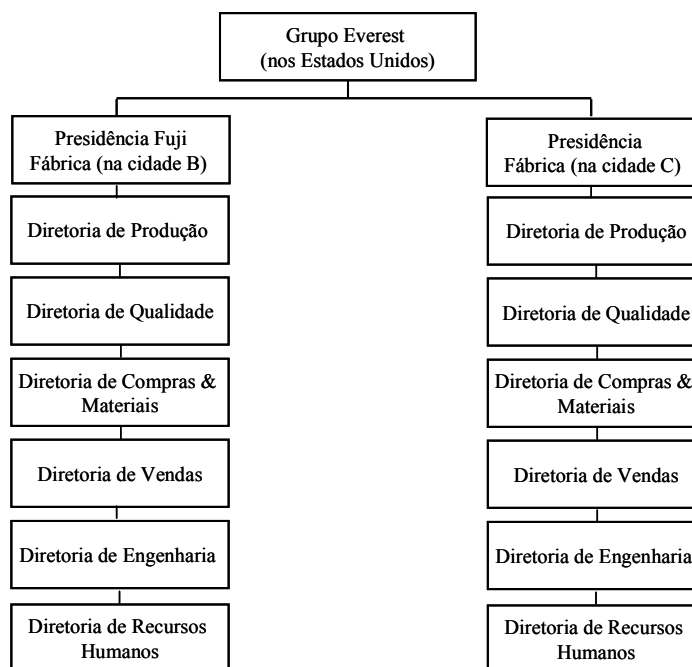 Grupo Everest
(nos Estados Unidos)
Presidência Fuji
Fábrica (na cidade B)
Diretoria de Produção
Diretoria de Qualidade
Diretoria de Compras &
Materiais
Diretoria de Vendas
Diretoria de Engenharia
Diretoria de Recursos
Humanos
Presidência
Fábrica (na cidade C)
Diretoria de Produção
Diretoria de Qualidade
Diretoria de Compras &
Materiais
Diretoria de Vendas
Diretoria de Engenharia
Diretoria de Recursos
Humanos